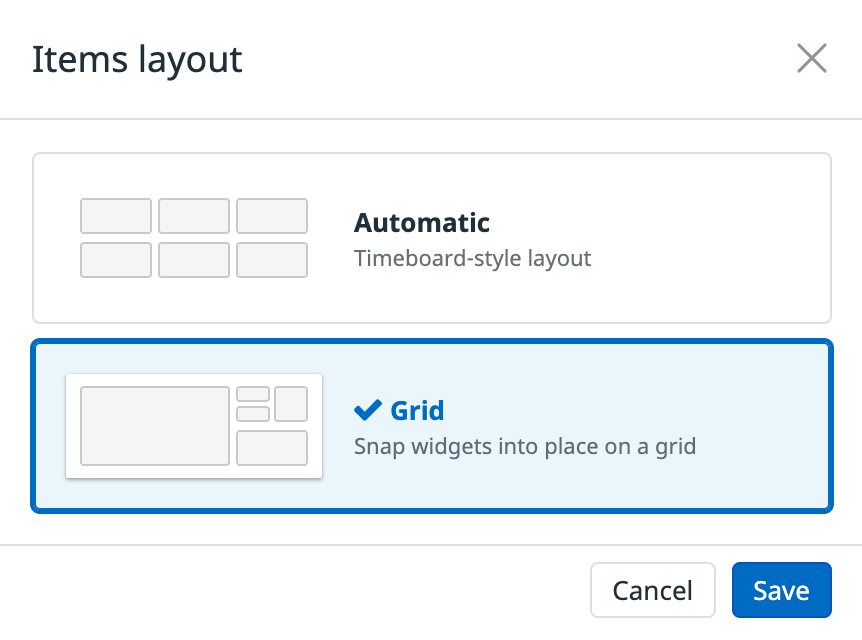 Items layout
Automatic
Timeboard-style layout
Grid
Snap widgets into place on a grid
Cancel
Save